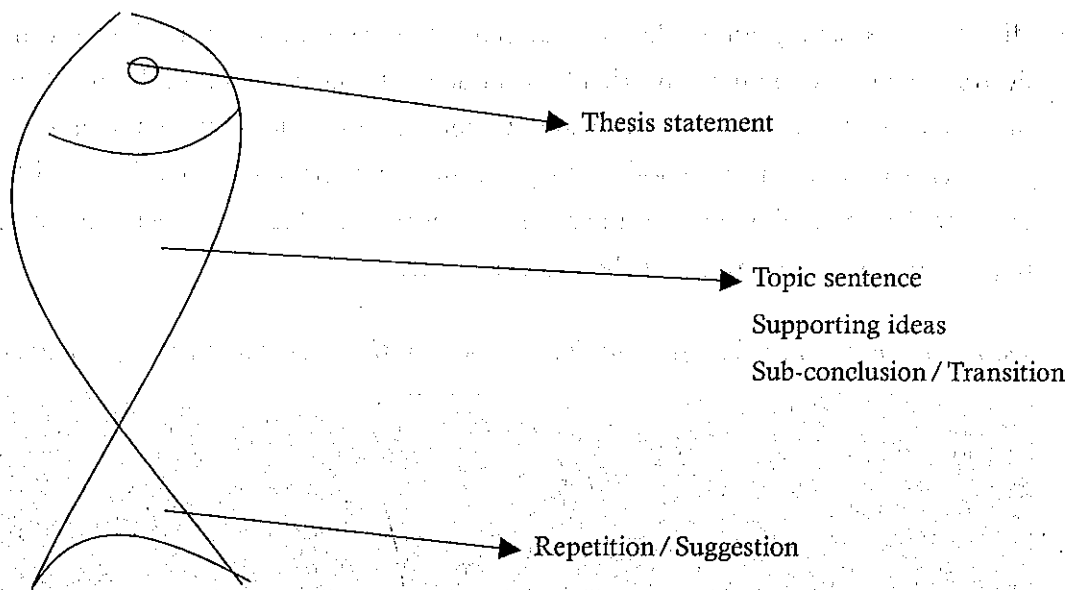 Thesis statement
Topic sentence
Supporting ideas
Sub-conclusion / Transition
Repetition / Suggestion